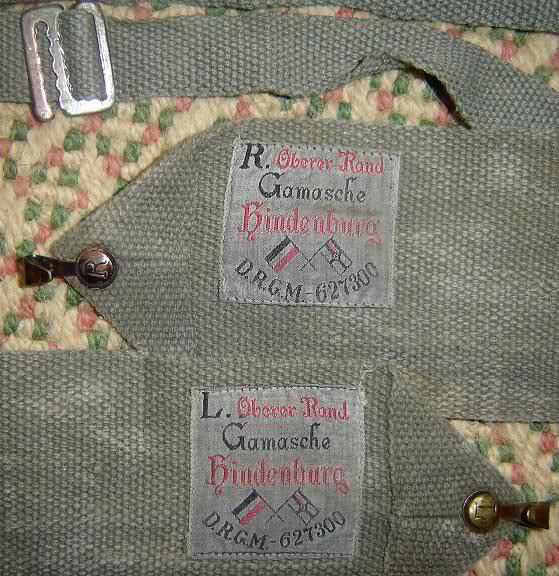 R. Oberer Rand
Gamasche
Hindenburg
D.R.G.M.-627300
R
L. Oberer Rand
Gamasche
Hindenburg
D.R.G.M.-627300
L